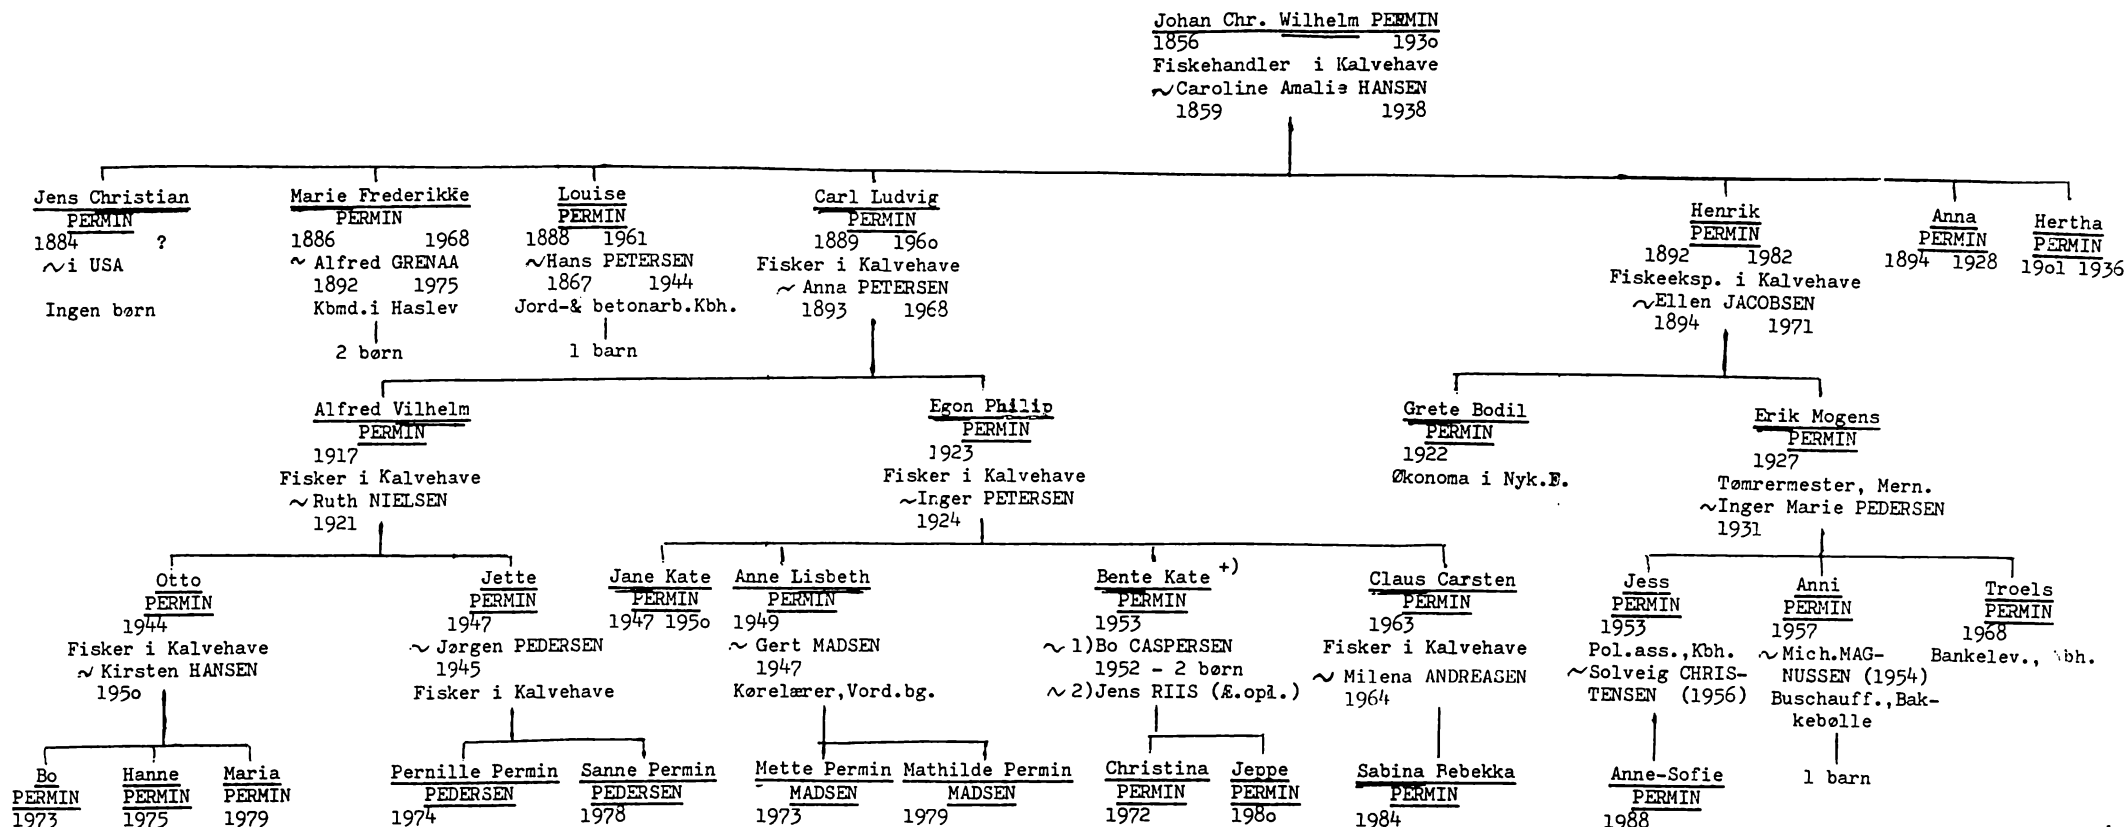 Johan Chr. Wilhelm PERMIN
1856 1930
Fiskehandler i Kalvehave
~Caroline Amalie HANSEN
1859 1938
Jens Christian
PERMIN
1884 ?
~i USA
Ingen børn
Marie Frederikke
PERMIN
1886 1968
~ Alfred GRENAA
1892 1975
Kbmd.i Haslev
2 børn
Louise
PERMIN
1888 1961
~Hans PETERSEN
1867 1944
Jord-& betonarb.Kbh.
1 barn
Carl Ludvig
PERMIN
1889 1960
Fisker i Kalvehave
~ Anna PETERSEN
1893 1968
Henrik
PERMIN
1892 1982
Fiskeeksp. i Kalvehave
~Ellen JACOBSEN
1894 1971
Anna
PERMIN
1894 1928
Hertha
PERMIN
1901 1936
Alfred Vilhelm
PERMIN
1917
Fisker i Kalvehave
~Ruth NIELSEN
1921
Egon Philip
PERMIN
1923
Fisker i Kalvehave
~Inger PETERSEN
1924
Grete Bodil
PERMIN
1922
Økonoma i Nyk.F.
Erik Mogens
PERMIN
1927
Tømrermester, Mern.
~Inger Marie PEDERSEN
1931
Otto
PERMIN
1944
Fisker i Kalvehave
~ Kirsten HANSEN
1950
Jette
PERMIN
1947
~ Jørgen PEDERSEN
1945
Fisker i Kalvehave
Jane Kate
PERMIN
1947 1950
Anne Lisbeth
PERMIN
1949
~ Gert MADSEN
1947
Kørelærer,Vord.bg.
Bente Kate +)
PERMIN
1953
~ 1)Bo CASPERSEN
1952 - 2 børn
~ 2)Jens RIIS (Æ.opl.)
Claus Carsten
PERMIN
1963
Fisker i Kalvehave
~ Milena ANDREASEN
1964
Jess
PERMIN
1953
Pol.ass.,Kbh.
~Solveig CHRIS-
TENSEN (1956)
Anni
PERMIN
1957
~Mich.MAG-
NUSSEN (1954)
Buschauff.,Bak-
kebølle
1 barn
Troels
PERMIN
1968
Bankelev., bh.
Bo
PERMIN
1973
Hanne
PERMIN
1975
Maria
PERMIN
1979
Pernille Permin
PEDERSEN
1974
Sanne Permin
PEDERSEN
1978
Mette Permin
MADSEN
1973
Mathilde Permin
MADSEN
1979
Christina
PERMIN
1972
Jeppe
PERMIN
1980
Sabina Rebekka
PERMIN
1984
Anne-Sofie
PERMIN
1988